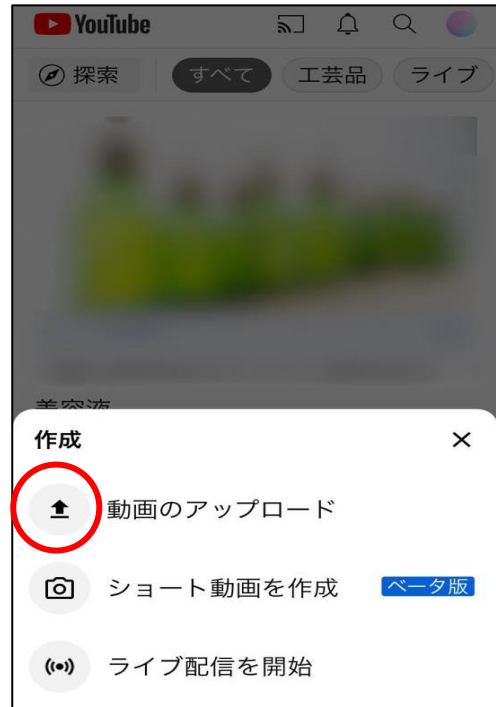 YouTube
探索 すべて 工芸品 ライブ
美容液
作成
動画のアップロード
ショート動画を作成 ベータ版
ライブ配信を開始